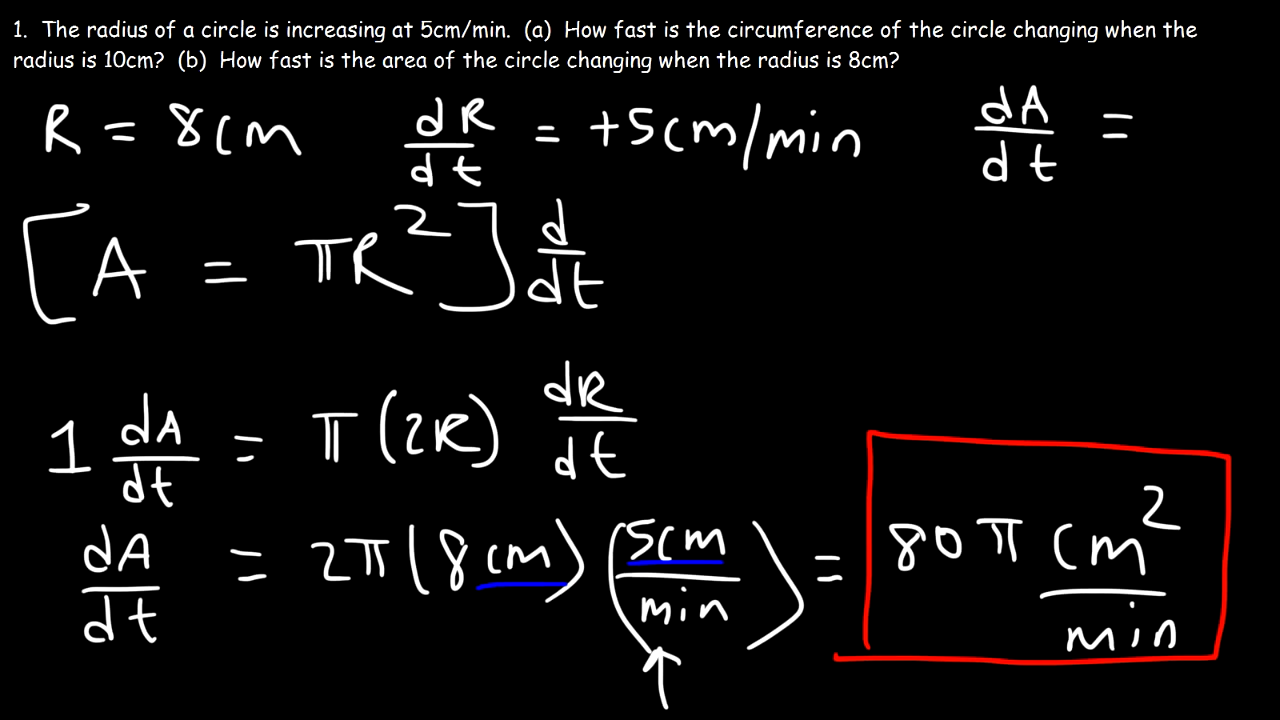 1. The radius of a circle is increasing at 5cm/min. (a) How fast is the circumference of the circle changing when the
radius is 10cm? (b) How fast is the area of the circle changing when the radius is 8cm?
R = 8cm dR/dt = +5cm/min dA/dt =
[A = πR²] d/dt
1 dA/dt = π(2R) dR/dt
dA/dt = 2π(8cm)(5cm/min) = 80π cm²/min